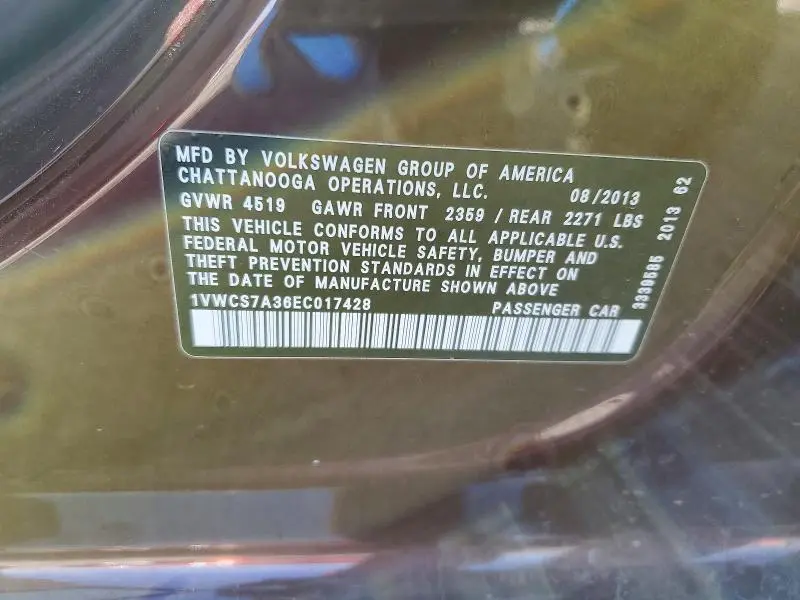 MFD BY VOLKSWAGEN GROUP OF AMERICA
CHATTANOOGA OPERATIONS, LLC. 08/2013
GVWR 4519 GAWR FRONT 2359 / REAR 2271 LBS
THIS VEHICLE CONFORMS TO ALL APPLICABLE U.S.
FEDERAL MOTOR VEHICLE SAFETY, BUMPER AND
THEFT PREVENTION STANDARDS IN EFFECT ON
THE DATE OF MANUFACTURE SHOWN ABOVE
1VWCS7A36EC017428 PASSENGER CAR
3339585 2013 62